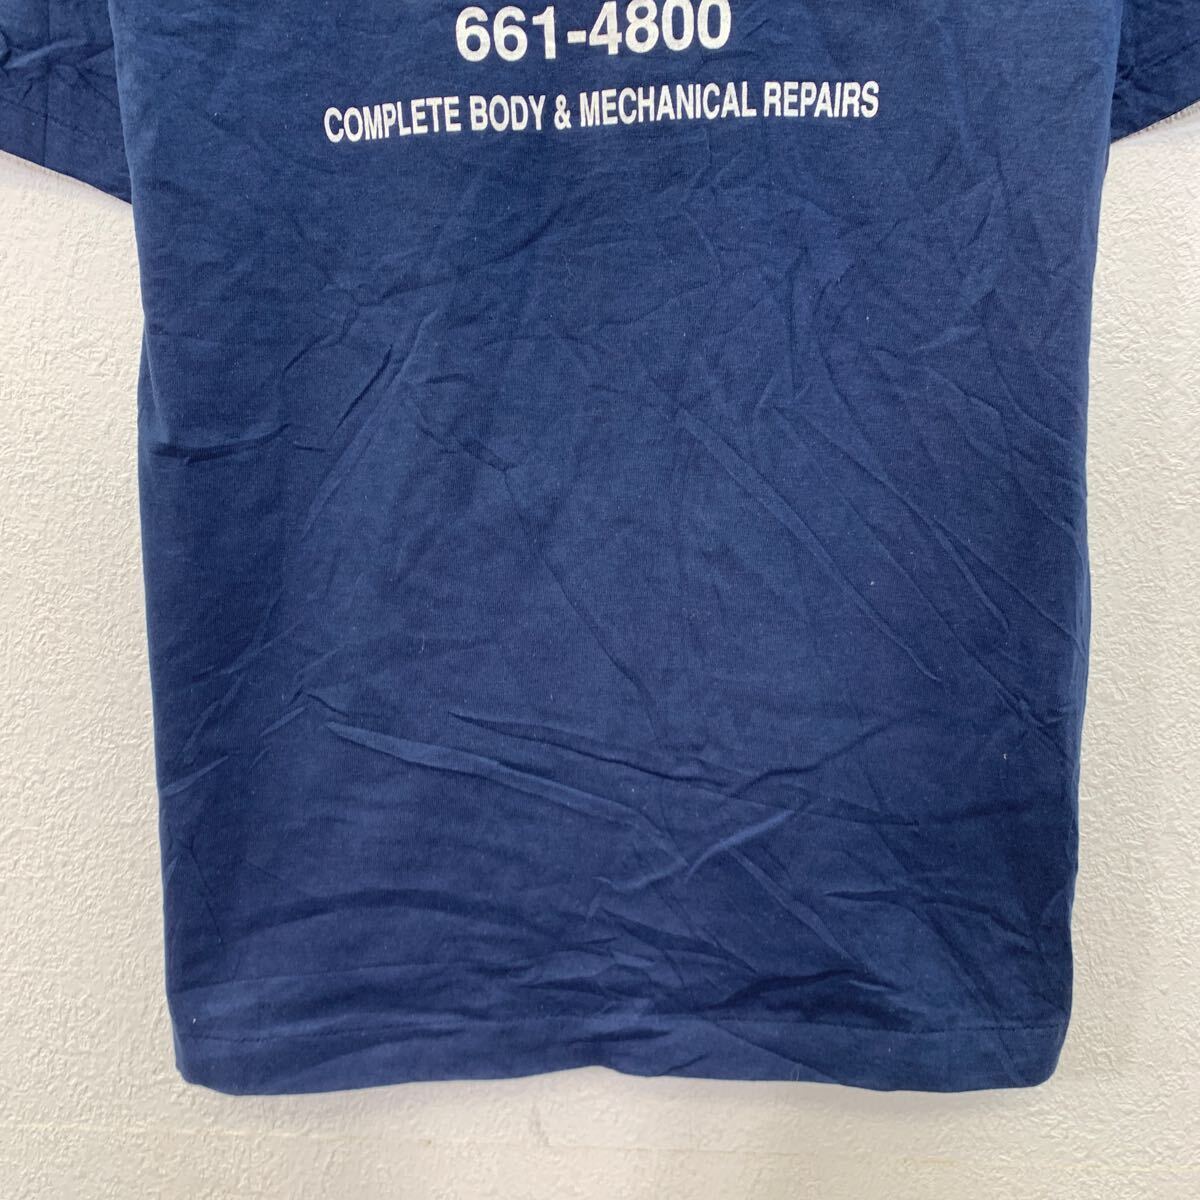 661-4800
COMPLETE BODY & MECHANICAL REPAIRS